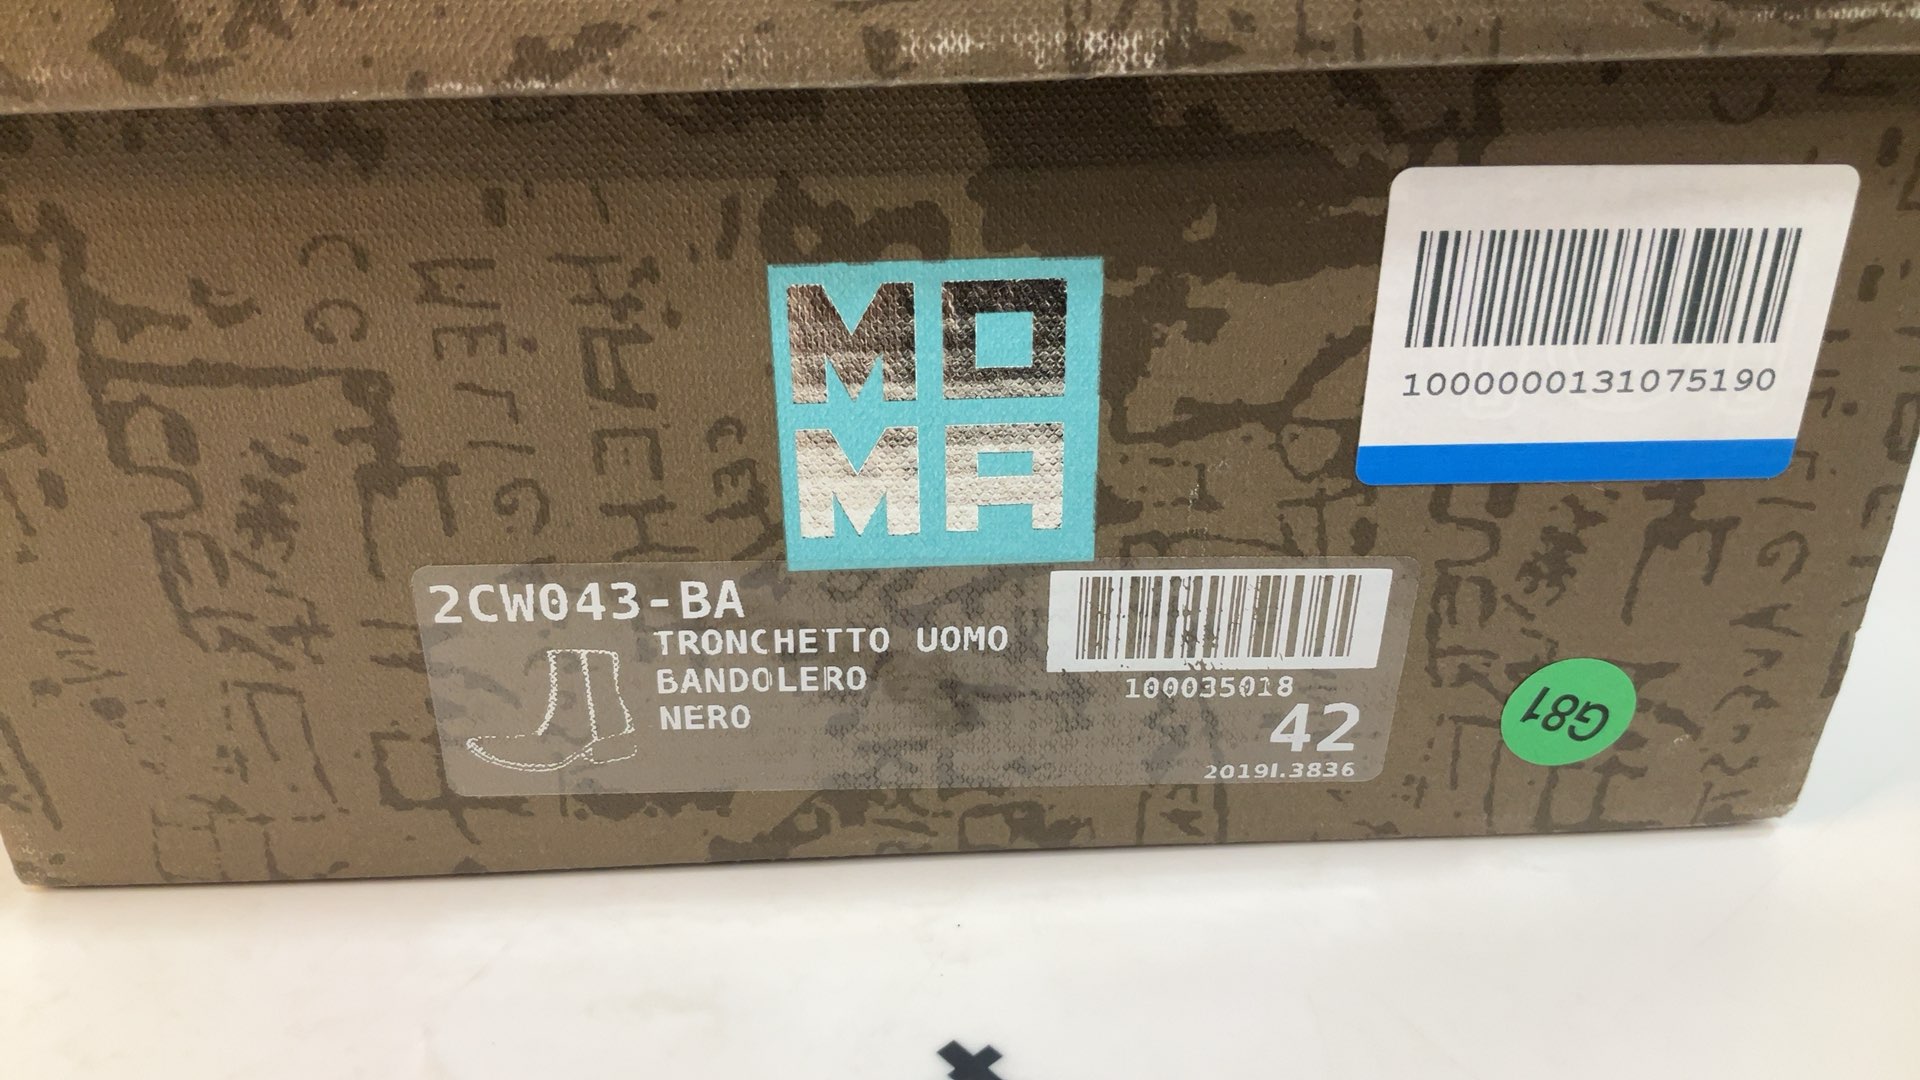 MO
MA
1000000131075190
2CW043-BA
TRONCHETTO UOMO
BANDOLERO
NERO
100035018
42
2019I.3836
G81